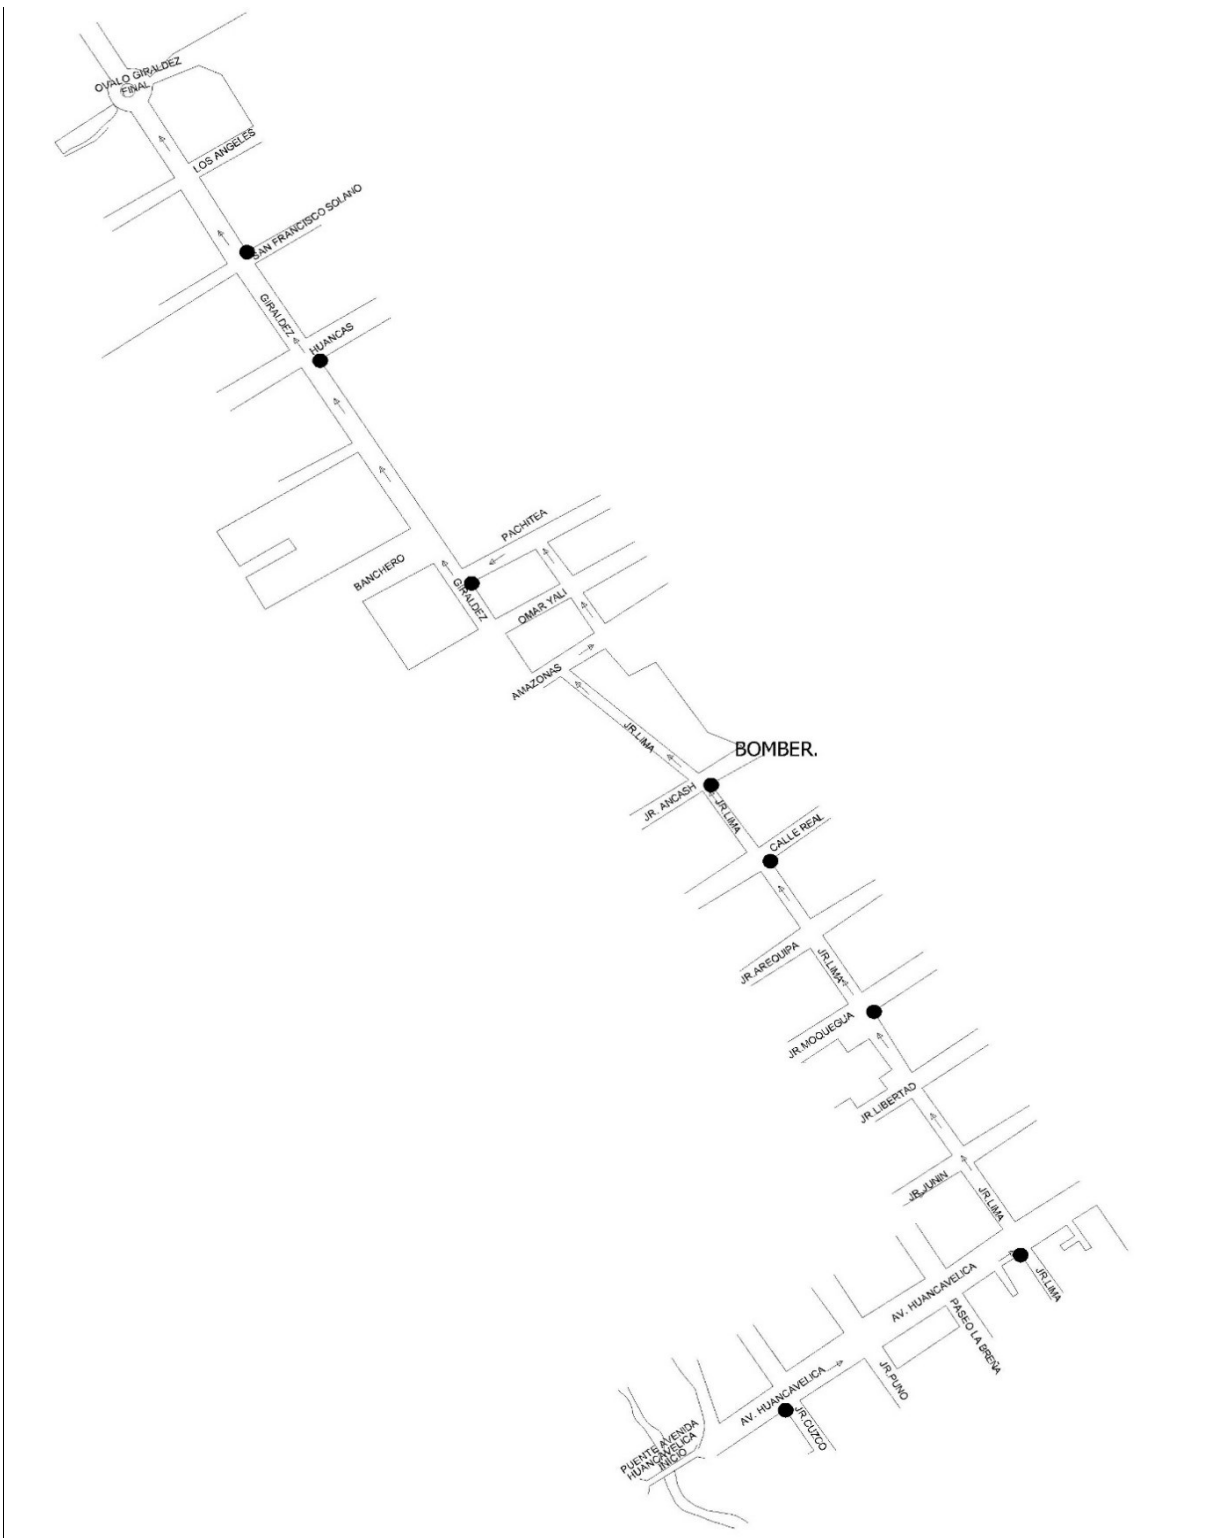 OVALO GIRALDEZ
FINAL
LOS ANGELES
SAN FRANCISCO SOLANO
GIRALDEZ
HUANCAS
PACHITEA
BANCHERO
GIRALDEZ
OMAR YALI
AMAZONAS
JR.LIMA
BOMBER.
JR. ANCASH
JR.LIMA
CALLE REAL
JR.AREQUIPA
JR.LIMA
JR.MOQUEGUA
JR.LIBERTAD
JR.JUNIN
JR.LIMA
AV. HUANCAVELICA
JR.LIMA
PASEO LA BREÑA
JR.PUNO
AV. HUANCAVELICA
JR.CUZCO
PUENTE AVENIDA
HUANCAVELICA
INICIO